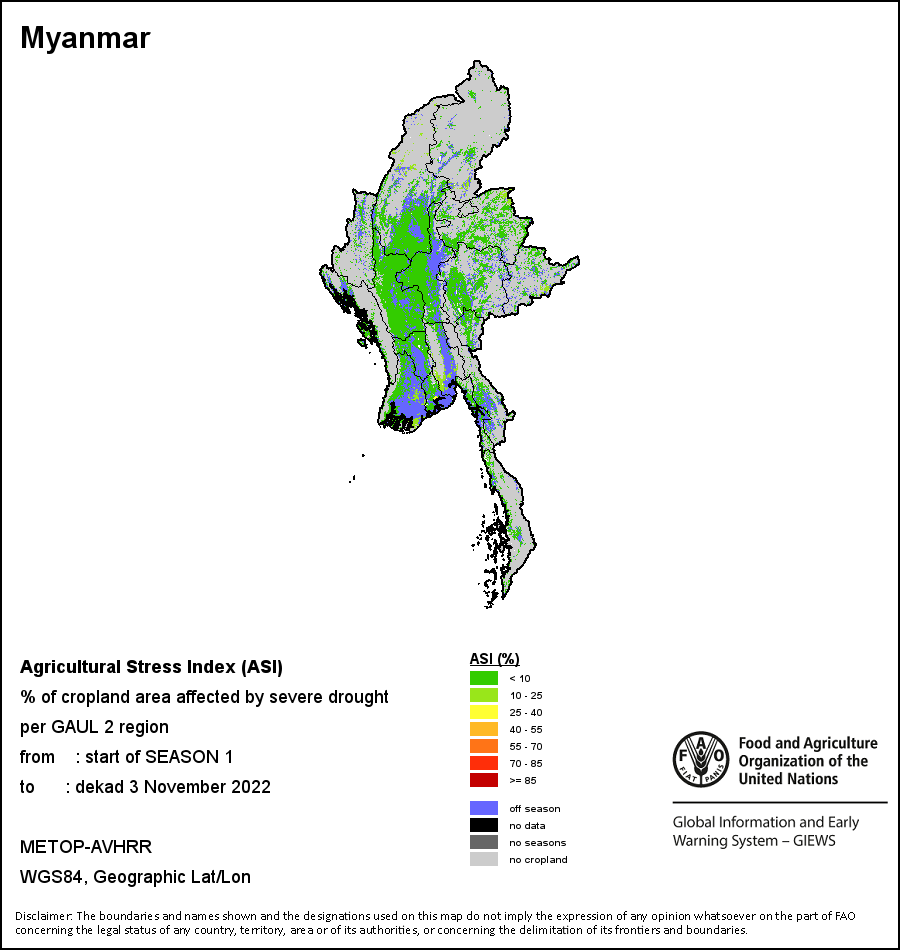 Myanmar
Agricultural Stress Index (ASI)
% of cropland area affected by severe drought
per GAUL 2 region
from : start of SEASON 1
to : dekad 3 November 2022
METOP-AVHRR
WGS84, Geographic Lat/Lon
ASI (%)
< 10
10 - 25
25 - 40
40 - 55
55 - 70
70 - 85
>= 85
off season
no data
no seasons
no cropland
F A O
FIAT PANIS
Food and Agriculture
Organization of the
United Nations
Global Information and Early
Warning System – GIEWS
Disclaimer: The boundaries and names shown and the designations used on this map do not imply the expression of any opinion whatsoever on the part of FAO
concerning the legal status of any country, territory, area or of its authorities, or concerning the delimitation of its frontiers and boundaries.